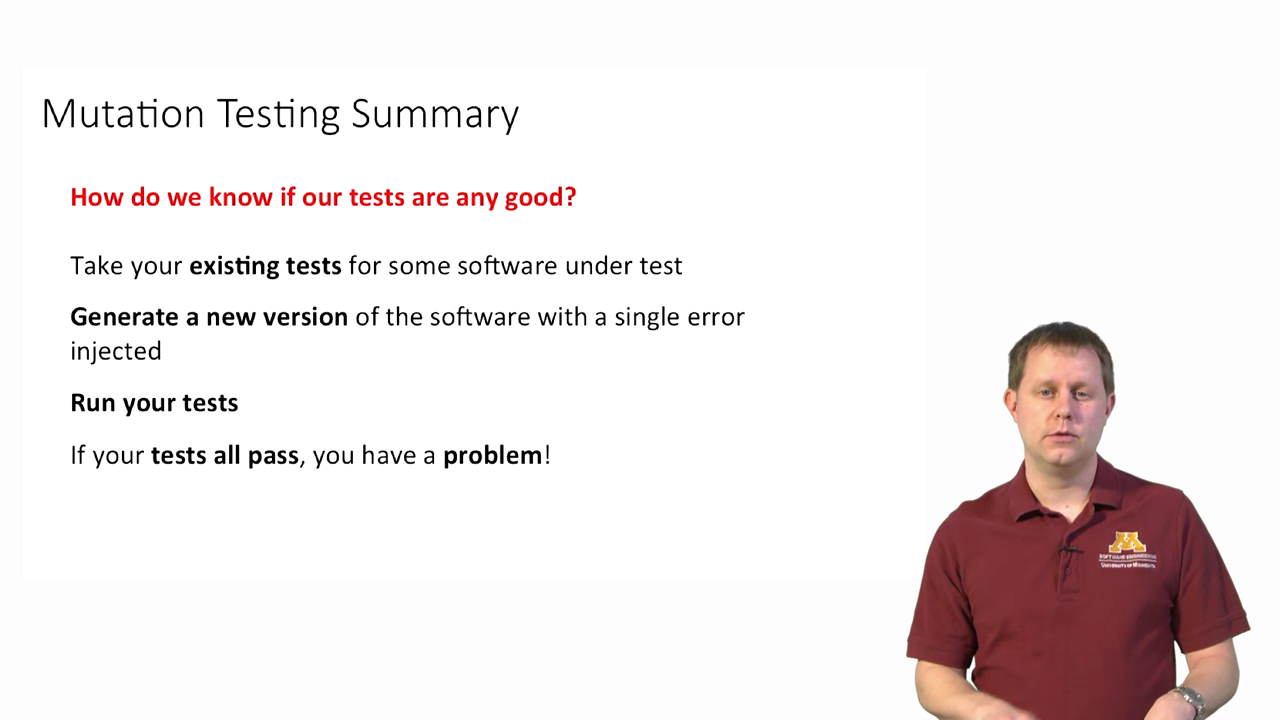 Mutation Testing Summary
How do we know if our tests are any good?
Take your existing tests for some software under test
Generate a new version of the software with a single error
injected
Run your tests
If your tests all pass, you have a problem!
M
SOFTWARE ENGINEERING
UNIVERSITY OF MINNESOTA